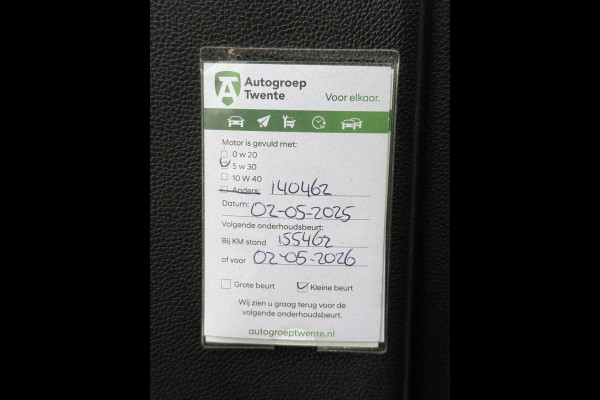 Autogroep
Twente
Voor elkaar.
Motor is gevuld met:
0 w 20
5 w 30
10 W 40
Anders: 140462
Datum: 02-05-2025
Volgende onderhoudsbeurt:
Bij KM stand 155462
of voor 02-05-2026
Grote beurt Kleine beurt
Wij zien u graag terug voor de
volgende onderhoudsbeurt.
autogroeptwente.nl